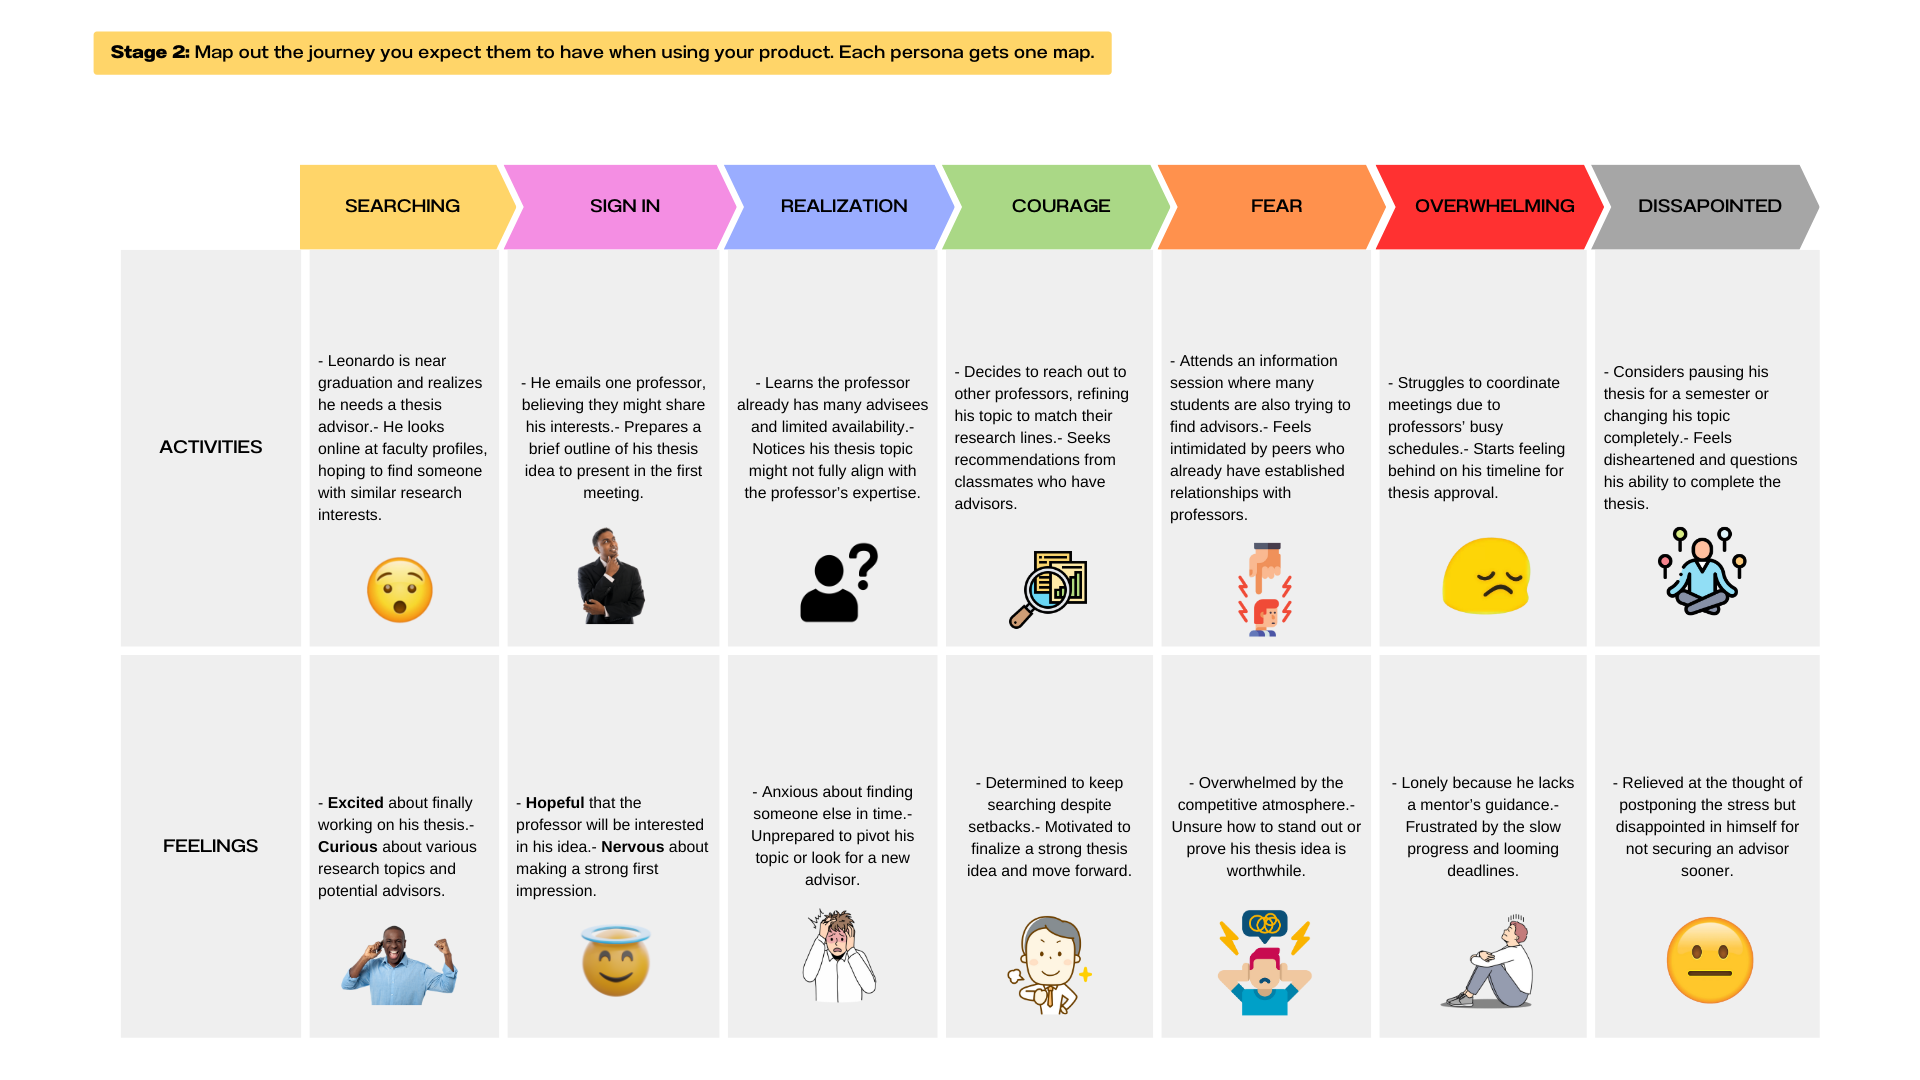 Stage 2: Map out the journey you expect them to have when using your product. Each persona gets one map.
SEARCHING
SIGN IN
REALIZATION
COURAGE
FEAR
OVERWHELMING
DISSAPOINTED
ACTIVITIES
- Leonardo is near
graduation and realizes
he needs a thesis
advisor.- He looks
online at faculty profiles,
hoping to find someone
with similar research
interests.
- He emails one professor,
believing they might share
his interests.- Prepares a
brief outline of his thesis
idea to present in the first
meeting.
- Learns the professor
already has many advisees
and limited availability.-
Notices his thesis topic
might not fully align with
the professor’s expertise.
- Decides to reach out to
other professors, refining
his topic to match their
research lines.- Seeks
recommendations from
classmates who have
advisors.
- Attends an information
session where many
students are also trying to
find advisors.- Feels
intimidated by peers who
already have established
relationships with
professors.
- Struggles to coordinate
meetings due to
professors’ busy
schedules.- Starts feeling
behind on his timeline for
thesis approval.
- Considers pausing his
thesis for a semester or
changing his topic
completely.- Feels
disheartened and questions
his ability to complete the
thesis.
FEELINGS
- Excited about finally
working on his thesis.-
Curious about various
research topics and
potential advisors.
- Hopeful that the
professor will be interested
in his idea.- Nervous about
making a strong first
impression.
- Anxious about finding
someone else in time.-
Unprepared to pivot his
topic or look for a new
advisor.
- Determined to keep
searching despite
setbacks.- Motivated to
finalize a strong thesis
idea and move forward.
- Overwhelmed by the
competitive atmosphere.-
Unsure how to stand out or
prove his thesis idea is
worthwhile.
- Lonely because he lacks
a mentor’s guidance.-
Frustrated by the slow
progress and looming
deadlines.
- Relieved at the thought of
postponing the stress but
disappointed in himself for
not securing an advisor
sooner.